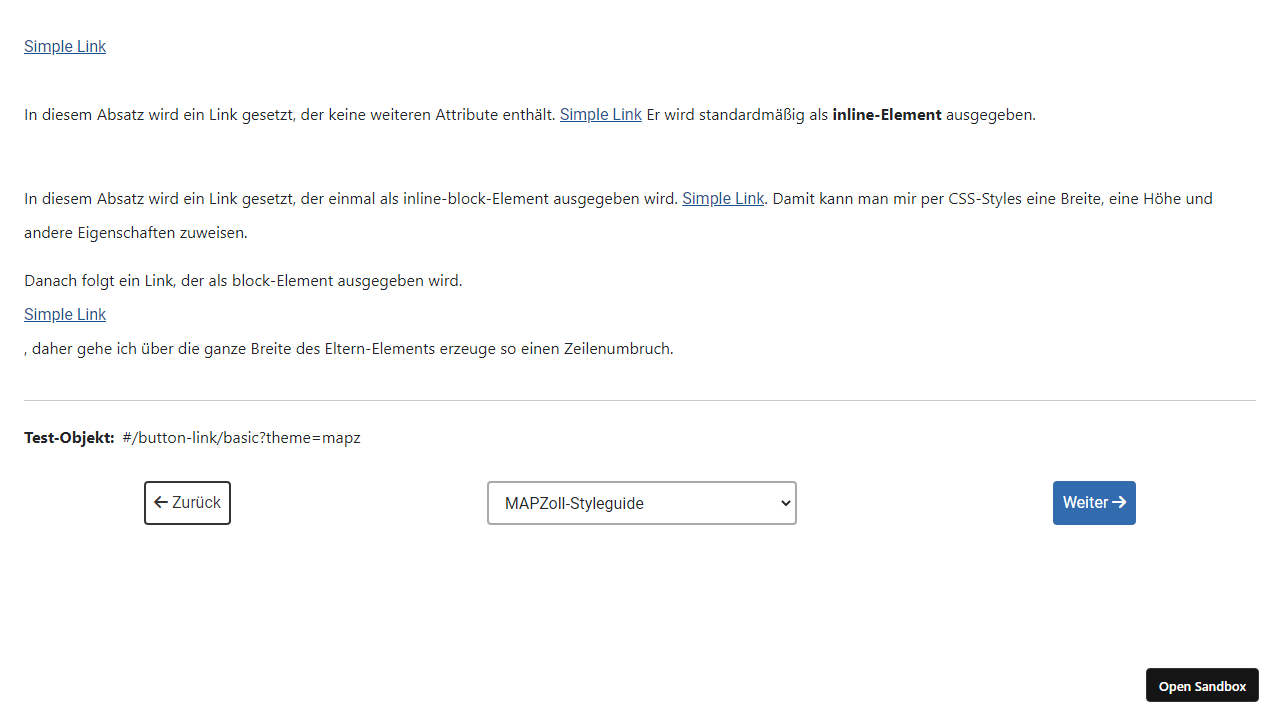 Simple Link
In diesem Absatz wird ein Link gesetzt, der keine weiteren Attribute enthält. Simple Link Er wird standardmäßig als inline-Element ausgegeben.
In diesem Absatz wird ein Link gesetzt, der einmal als inline-block-Element ausgegeben wird. Simple Link. Damit kann man mir per CSS-Styles eine Breite, eine Höhe und
andere Eigenschaften zuweisen.
Danach folgt ein Link, der als block-Element ausgegeben wird.
Simple Link
, daher gehe ich über die ganze Breite des Eltern-Elements erzeuge so einen Zeilenumbruch.
Test-Objekt: #/button-link/basic?theme=mapz
← Zurück
MAPZoll-Styleguide
Weiter →
Open Sandbox